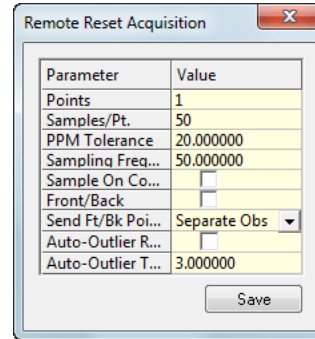 Remote Reset Acquisition
Parameter Value
Points 1
Samples/Pt. 50
PPM Tolerance 20.000000
Sampling Freq... 50.000000
Sample On Co...
Front/Back
Send Ft/Bk Poi... Separate Obs
Auto-Outlier R...
Auto-Outlier T... 3.000000
Save